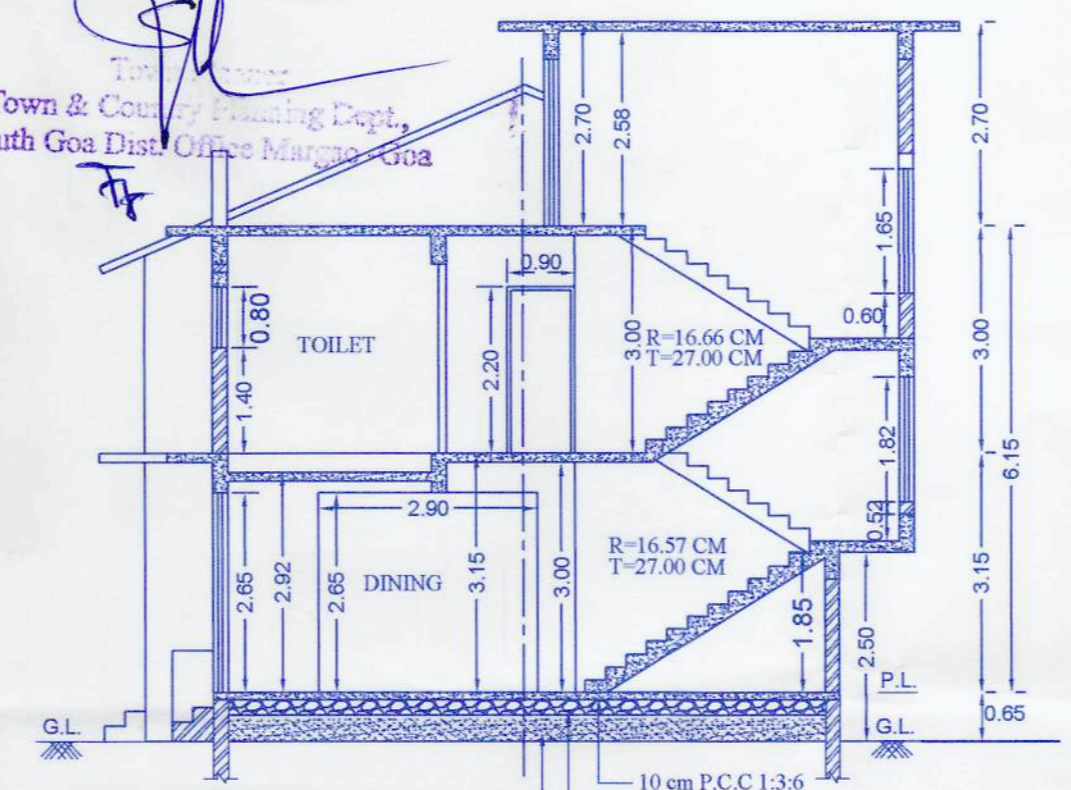 Town & Country Planning Dept.,
South Goa Dist. Office Margao - Goa
2.70
2.58
2.70
1.65
0.60
0.90
0.80
TOILET
2.20
3.00
R=16.66 CM
T=27.00 CM
3.00
1.40
1.82
6.15
0.52
2.90
R=16.57 CM
T=27.00 CM
2.65
2.92
2.65
DINING
3.15
3.00
1.85
2.50
3.15
P.L.
0.65
G.L.
G.L.
10 cm P.C.C 1:3:6